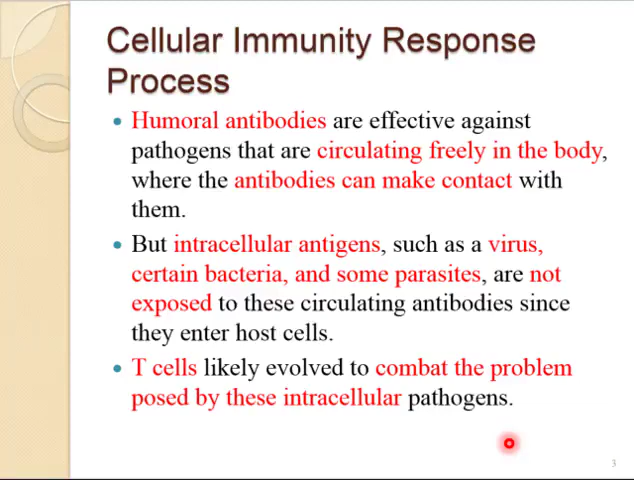 Cellular Immunity Response
Process
• Humoral antibodies are effective against
pathogens that are circulating freely in the body,
where the antibodies can make contact with
them.
• But intracellular antigens, such as a virus,
certain bacteria, and some parasites, are not
exposed to these circulating antibodies since
they enter host cells.
• T cells likely evolved to combat the problem
posed by these intracellular pathogens.
3